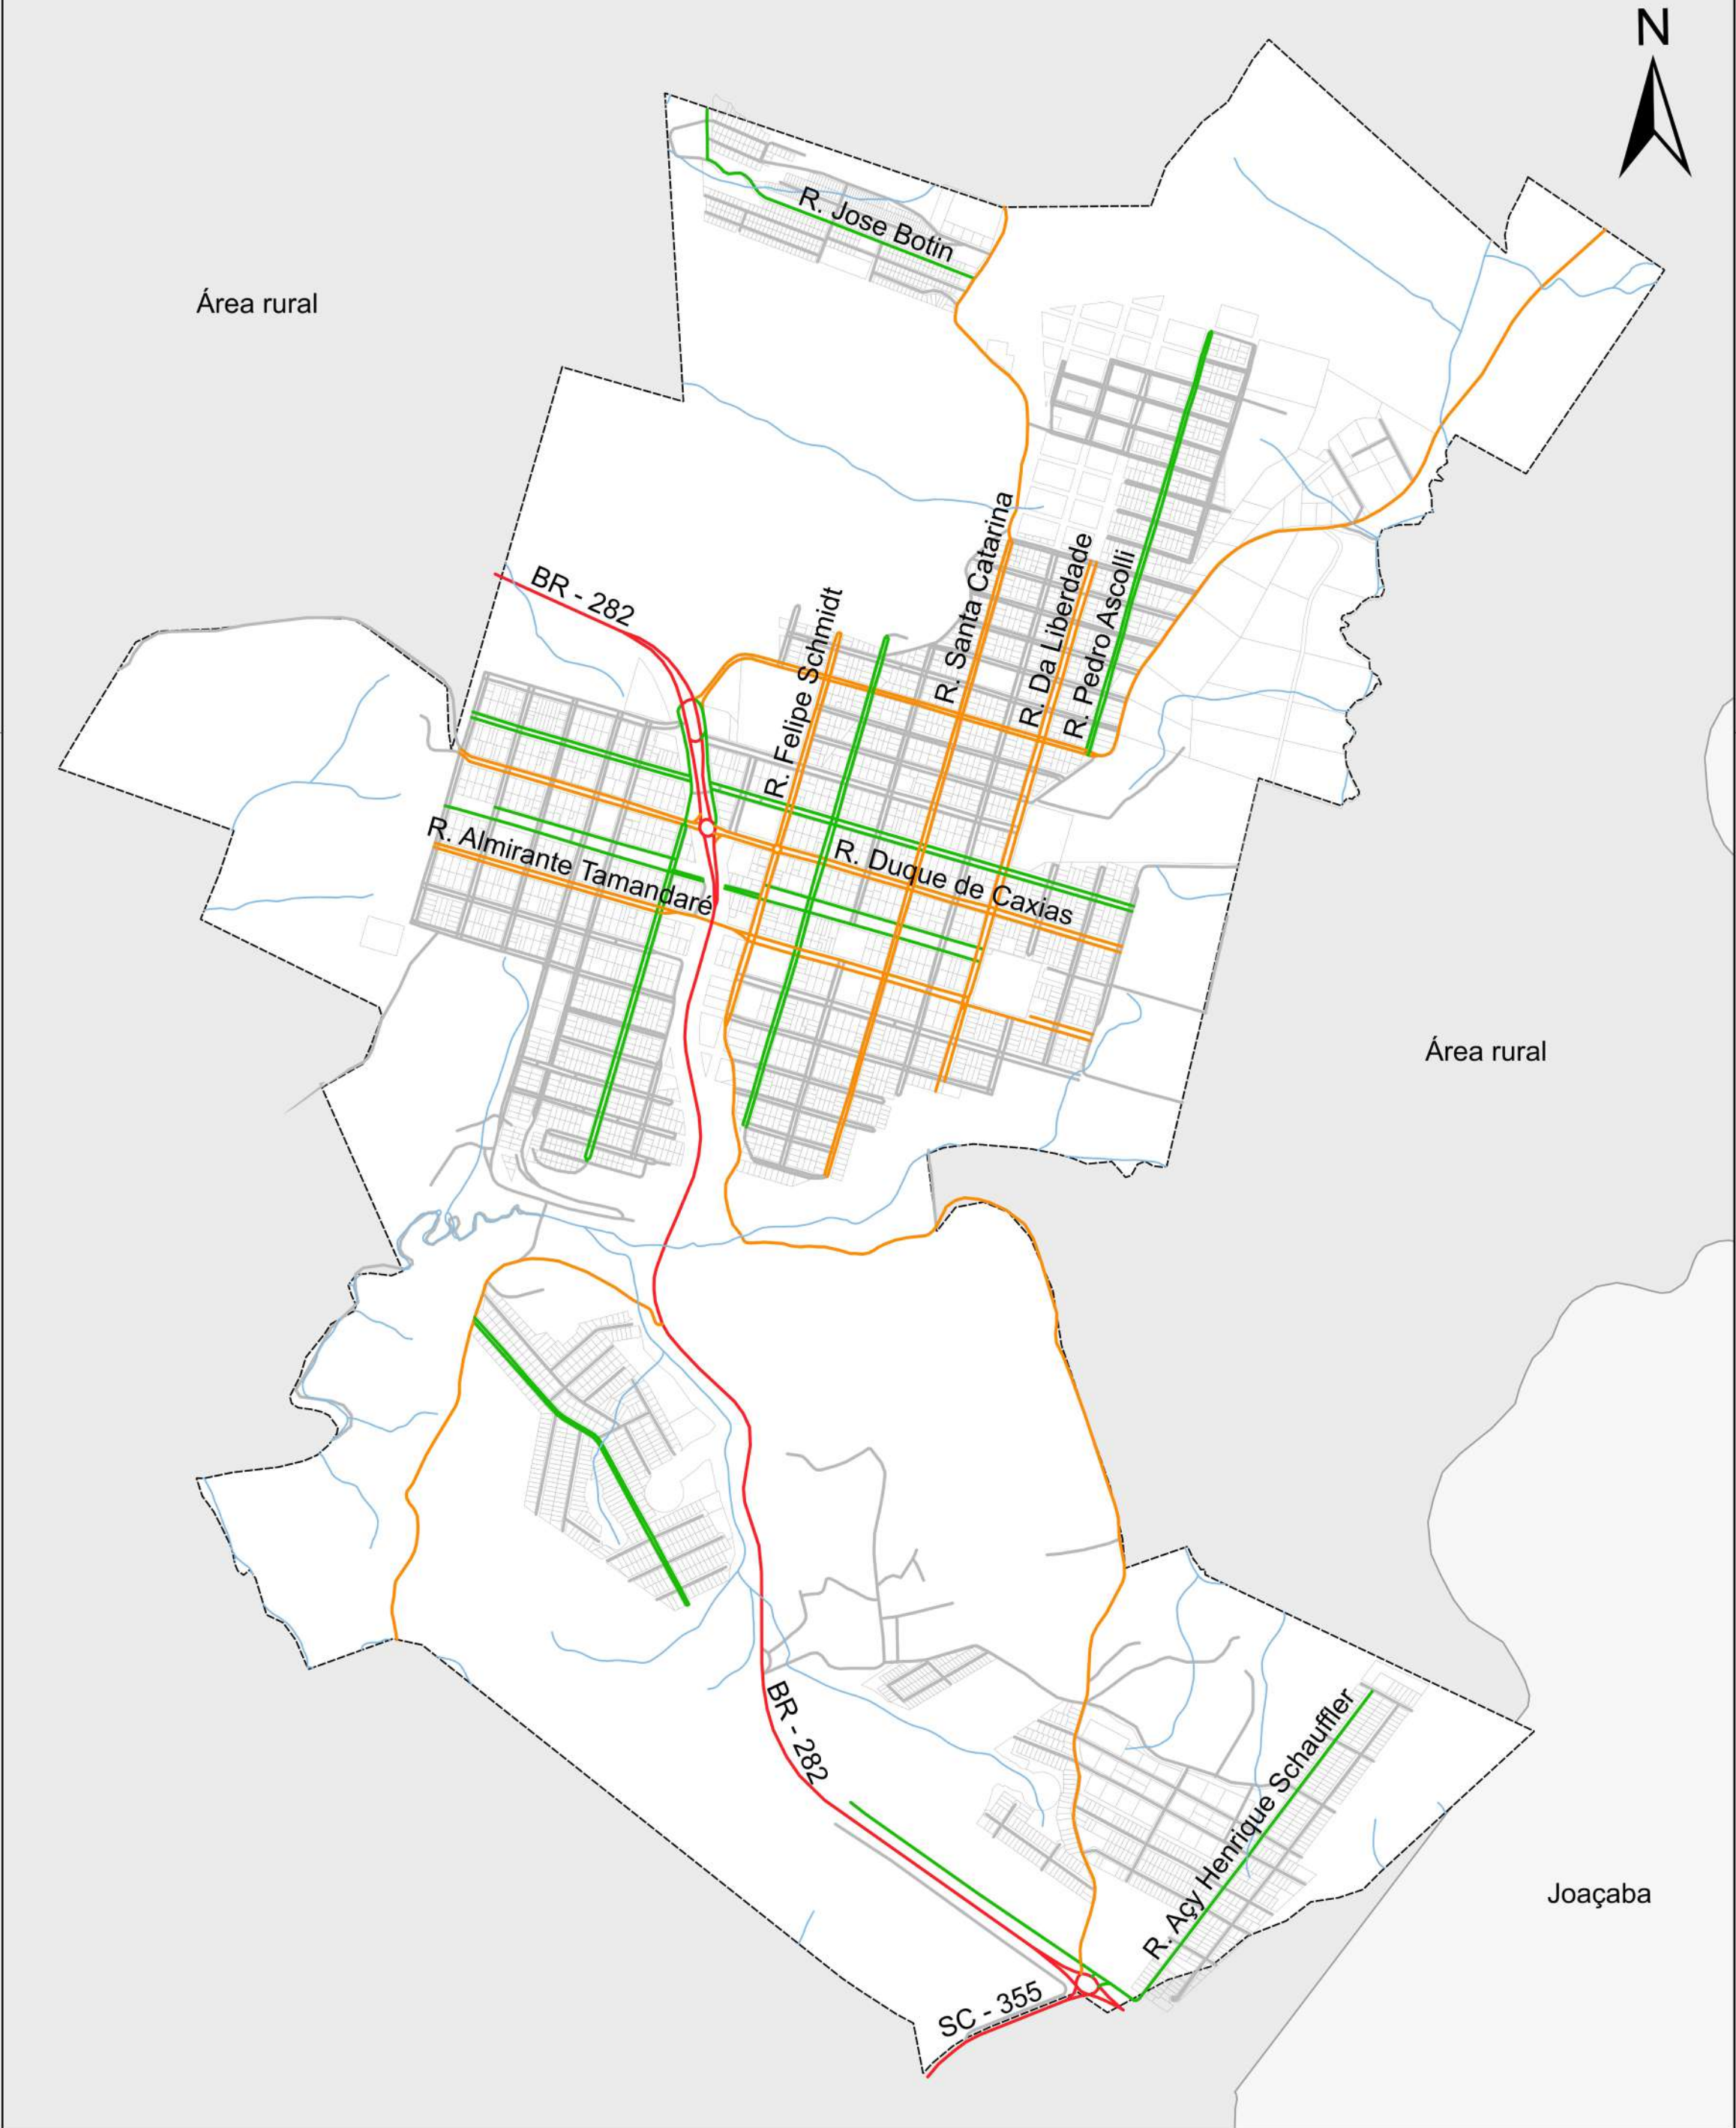 N
R. Jose Botin
Área rural
R. Santa Catarina
R. Da Liberdade
R. Pedro Ascolli
BR - 282
R. Felipe Schmidt
R. Almirante Tamandaré
R. Duque de Caxias
Área rural
BR - 282
R. Açy Henrique Schauffler
Joaçaba
SC - 355